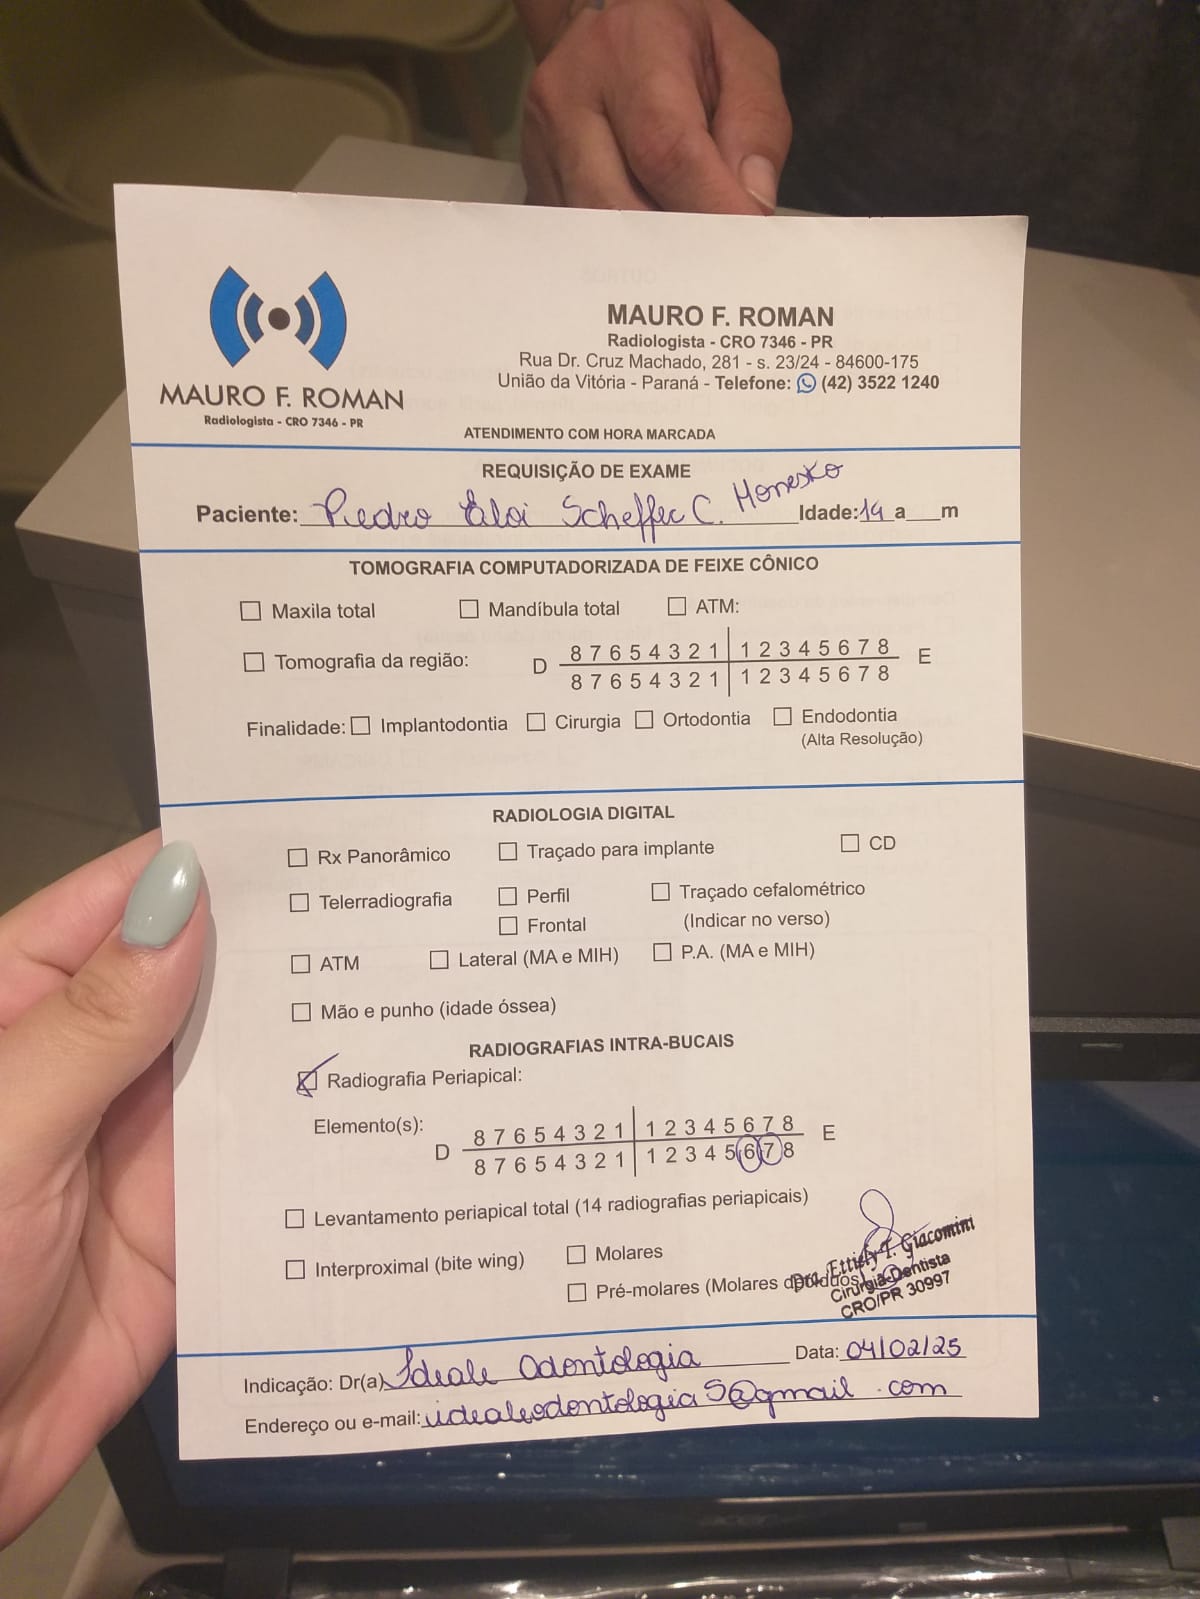 MAURO F. ROMAN
Radiologista - CRO 7346 - PR
MAURO F. ROMAN
Radiologista - CRO 7346 - PR
Rua Dr. Cruz Machado, 281 - s. 23/24 - 84600-175
União da Vitória - Paraná - Telefone: (42) 3522 1240
ATENDIMENTO COM HORA MARCADA
REQUISIÇÃO DE EXAME
Paciente: Pedro Eloi Scheffer C. Honesko Idade: 14 a___m
TOMOGRAFIA COMPUTADORIZADA DE FEIXE CÔNICO
Maxila total Mandíbula total ATM:
Tomografia da região:
D 8 7 6 5 4 3 2 1 1 2 3 4 5 6 7 8 E
8 7 6 5 4 3 2 1 1 2 3 4 5 6 7 8
Finalidade: Implantodontia Cirurgia Ortodontia Endodontia
(Alta Resolução)
RADIOLOGIA DIGITAL
Rx Panorâmico Traçado para implante CD
Telerradiografia Perfil Traçado cefalométrico
Frontal (Indicar no verso)
ATM Lateral (MA e MIH) P.A. (MA e MIH)
Mão e punho (idade óssea)
RADIOGRAFIAS INTRA-BUCAIS
Radiografia Periapical:
Elemento(s):
D 8 7 6 5 4 3 2 1 1 2 3 4 5 6 7 8 E
8 7 6 5 4 3 2 1 1 2 3 4 5 6 7 8
Levantamento periapical total (14 radiografias periapicais)
Interproximal (bite wing) Molares
Pré-molares (Molares
Dra. Ettiely T. Giacomini
Cirurgiã-Dentista
CRO/PR 30997
Indicação: Dr(a) Ideale Odontologia Data: 04/02/25
Endereço ou e-mail: idealeodontologia5@gmail.com
acer